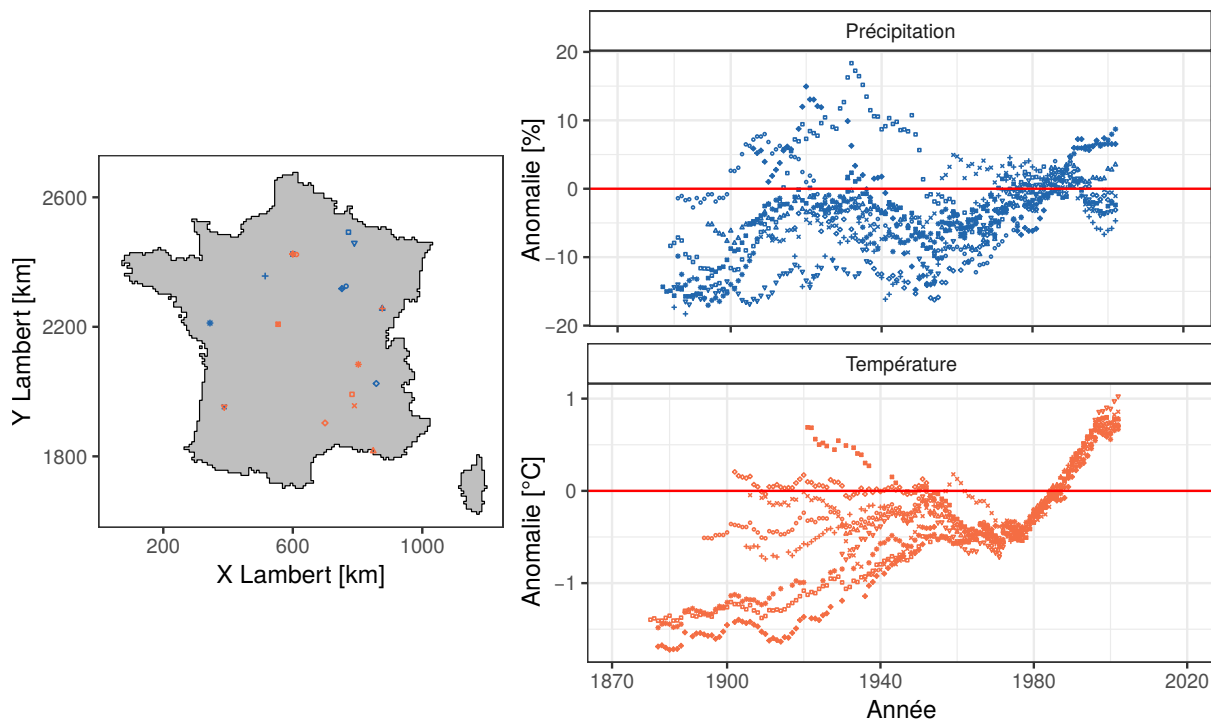 2600
2200
1800
Y Lambert [km]
200 600 1000
X Lambert [km]
Précipitation
20
10
0
−10
−20
Anomalie [%]
Température
1
0
−1
Anomalie [°C]
1870 1900 1940 1980 2020
Année